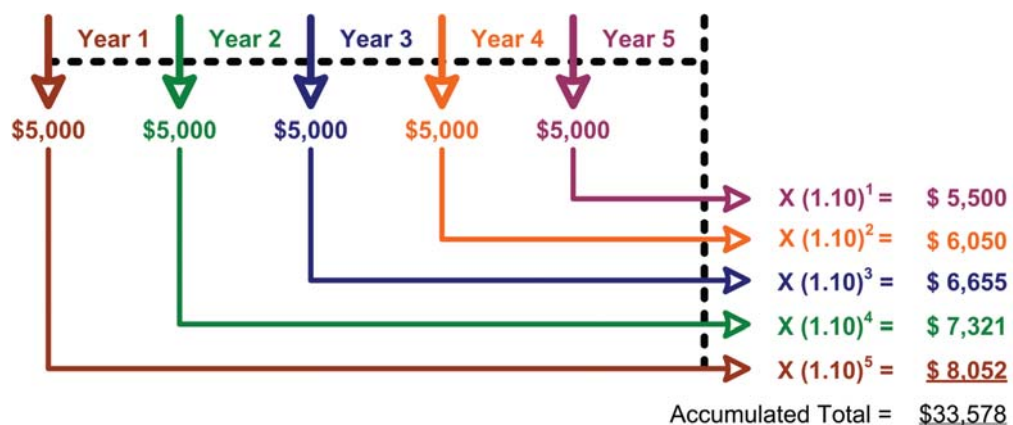 Year 1 Year 2 Year 3 Year 4 Year 5
$5,000 $5,000 $5,000 $5,000 $5,000
X (1.10)¹ = $ 5,500
X (1.10)² = $ 6,050
X (1.10)³ = $ 6,655
X (1.10)⁴ = $ 7,321
X (1.10)⁵ = $ 8,052
Accumulated Total = $33,578